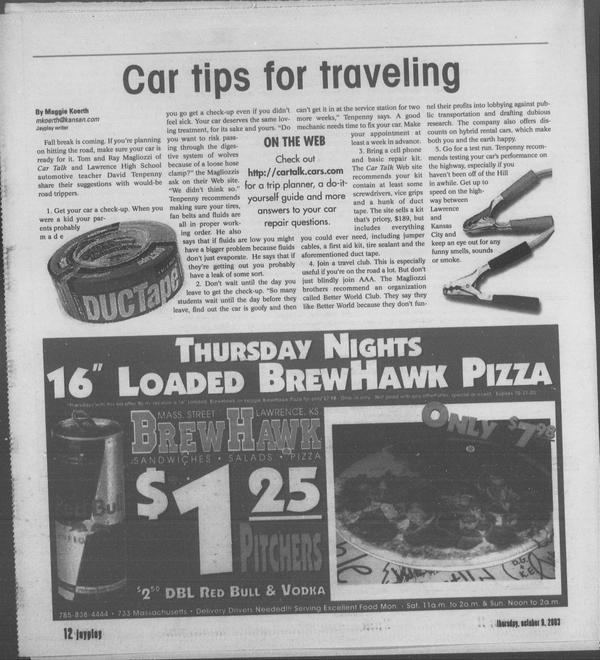 Car tips for traveling
By Maggie Koerth
mkoerth@kansan.com
Jayplay writer
Fall break is coming. If you're planning
on hitting the road, make sure your car is
ready for it. Tom and Ray Magliozzi of
Car Talk and Lawrence High School
automotive teacher David Tenpenny
share their suggestions with would-be
road trippers.
1. Get your car a check-up. When you
were a kid your par-
ents probably
made
you go get a check-up even if you didn't
feel sick. Your car deserves the same lov-
ing treatment, for its sake and yours. "Do
you want to risk pass-
ing through the diges-
tive system of wolves
because of a loose hose
clamp?" the Magliozzis
ask on their Web site.
"We didn't think so."
Tenpenny recommends
making sure your tires,
fan belts and fluids are
all in proper work-
ing order. He also
says that if fluids are low you might
have a bigger problem because fluids
don't just evaporate. He says that if
they're getting out you probably
have a leak of some sort.
2. Don't wait until the day you
leave to get the check-up. "So many
students wait until the day before they
leave, find out the car is goofy and then
ON THE WEB
Check out
http://cartalk.cars.com
for a trip planner, a do-it-
yourself guide and more
answers to your car
repair questions.
can't get it in at the service station for two
more weeks," Tenpenny says. A good
mechanic needs time to fix your car. Make
your appointment at
least a week in advance.
3. Bring a cell phone
and basic repair kit.
The Car Talk Web site
recommends your kit
contain at least some
screwdrivers, vice grips
and a hunk of duct
tape. The site sells a kit
that's pricy, $189, but
includes everything
you could ever need, including jumper
cables, a first aid kit, tire sealant and the
aforementioned duct tape.
4. Join a travel club. This is especially
useful if you're on the road a lot. But don't
just blindly join AAA. The Magliozzi
brothers recommend an organization
called Better World Club. They say they
like Better World because they don't fun-
nel their profits into lobbying against pub-
lic transportation and drafting dubious
research. The company also offers dis-
counts on hybrid rental cars, which make
both you and the earth happy.
5. Go for a test run. Tenpenny recom-
mends testing your car's performance on
the highway, especially if you
haven't been off of the Hill
in awhile. Get up to
speed on the high-
way between
Lawrence
and
Kansas
City and
keep an eye out for any
funny smells, sounds
or smoke.
DUCTape
THURSDAY NIGHTS
16" LOADED BREWHAWK PIZZA
MASS. STREET LAWRENCE, KS
BREWHAWK
SANDWICHES • SALADS • PIZZA
$1 25
PITCHERS
$2 50 DBL RED BULL & VODKA
ONLY $7.98
Red Bull
785-838-4444 • 733 Massachusetts • Delivery Drivers Needed!! Serving Excellent Food Mon. - Sat. 11a.m. to 2a.m. & Sun. Noon to 2a.m.
12 jayplay
thursday, october 9, 2003